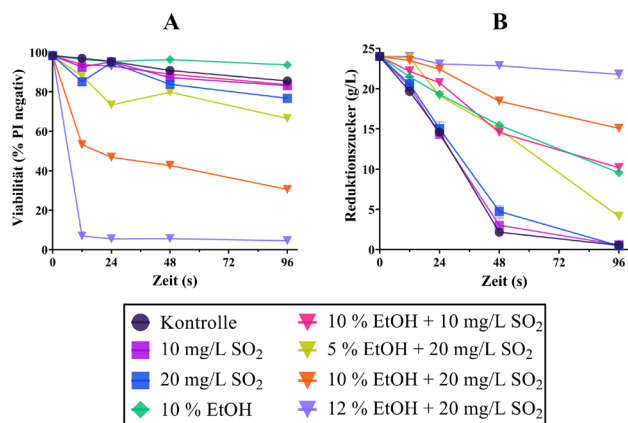 A
B
Viabilität (% PI negativ)
100
80
60
40
20
0
0
24
48
72
96
Zeit (s)
Reduktionszucker (g/L)
25
20
15
10
5
0
0
24
48
72
96
Zeit (s)
Kontrolle
10 mg/L SO₂
20 mg/L SO₂
10 % EtOH
10 % EtOH + 10 mg/L SO₂
5 % EtOH + 20 mg/L SO₂
10 % EtOH + 20 mg/L SO₂
12 % EtOH + 20 mg/L SO₂